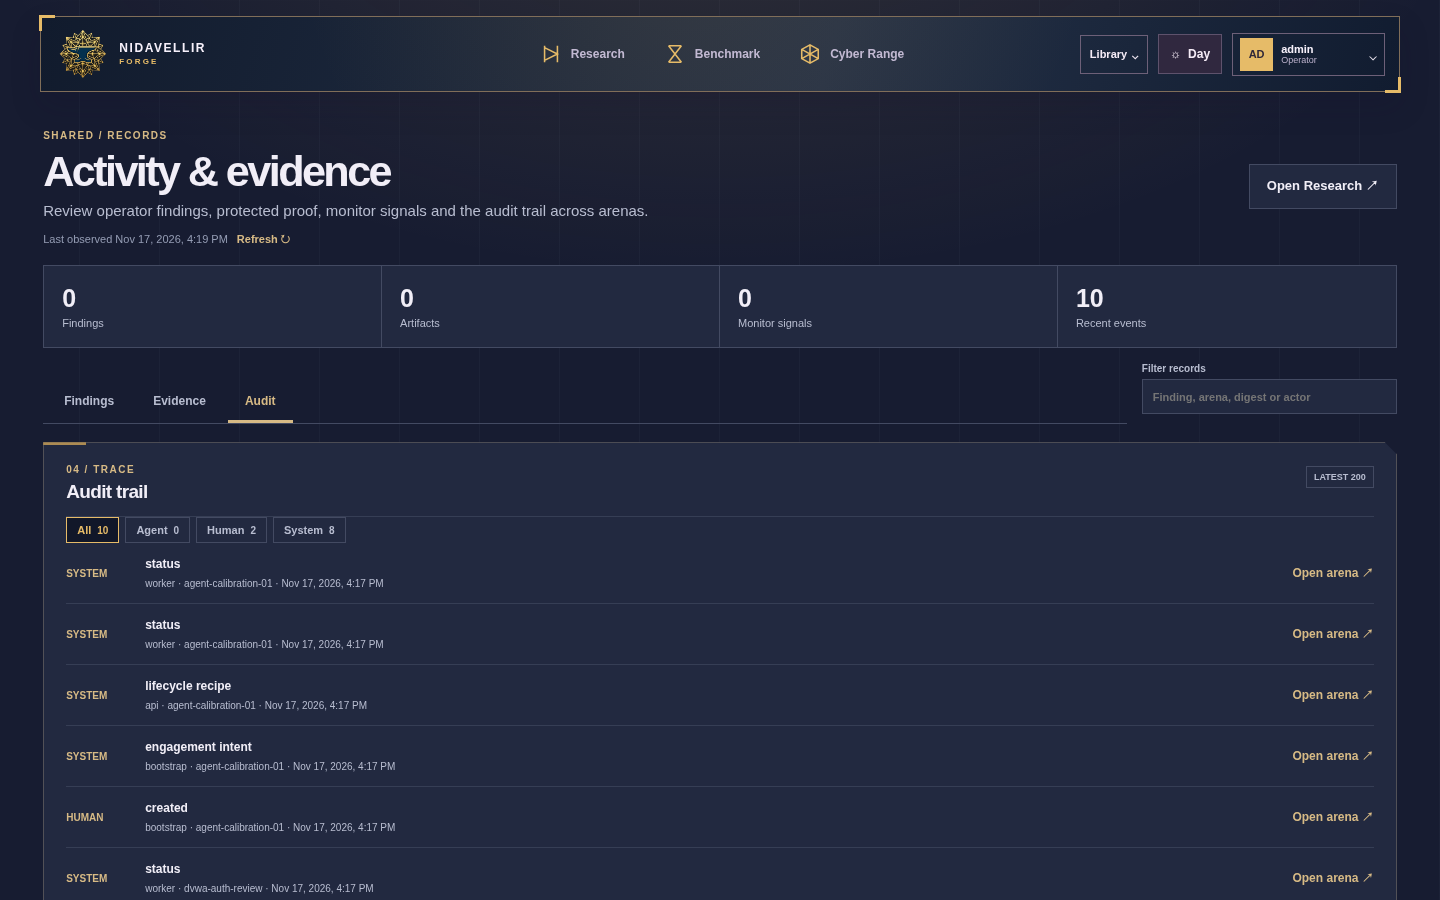 NIDAVELLIR
FORGE
Research
Benchmark
Cyber Range
Library
Day
AD
admin
Operator
SHARED / RECORDS
Activity & evidence
Review operator findings, protected proof, monitor signals and the audit trail across arenas.
Last observed Nov 17, 2026, 4:19 PM Refresh ↻
Open Research ↗
0
Findings
0
Artifacts
0
Monitor signals
10
Recent events
Filter records
Findings
Evidence
Audit
Finding, arena, digest or actor
04 / TRACE
Audit trail
LATEST 200
All 10
Agent 0
Human 2
System 8
SYSTEM
status
worker · agent-calibration-01 · Nov 17, 2026, 4:17 PM
Open arena ↗
SYSTEM
status
worker · agent-calibration-01 · Nov 17, 2026, 4:17 PM
Open arena ↗
SYSTEM
lifecycle recipe
api · agent-calibration-01 · Nov 17, 2026, 4:17 PM
Open arena ↗
SYSTEM
engagement intent
bootstrap · agent-calibration-01 · Nov 17, 2026, 4:17 PM
Open arena ↗
HUMAN
created
bootstrap · agent-calibration-01 · Nov 17, 2026, 4:17 PM
Open arena ↗
SYSTEM
status
worker · dvwa-auth-review · Nov 17, 2026, 4:17 PM
Open arena ↗